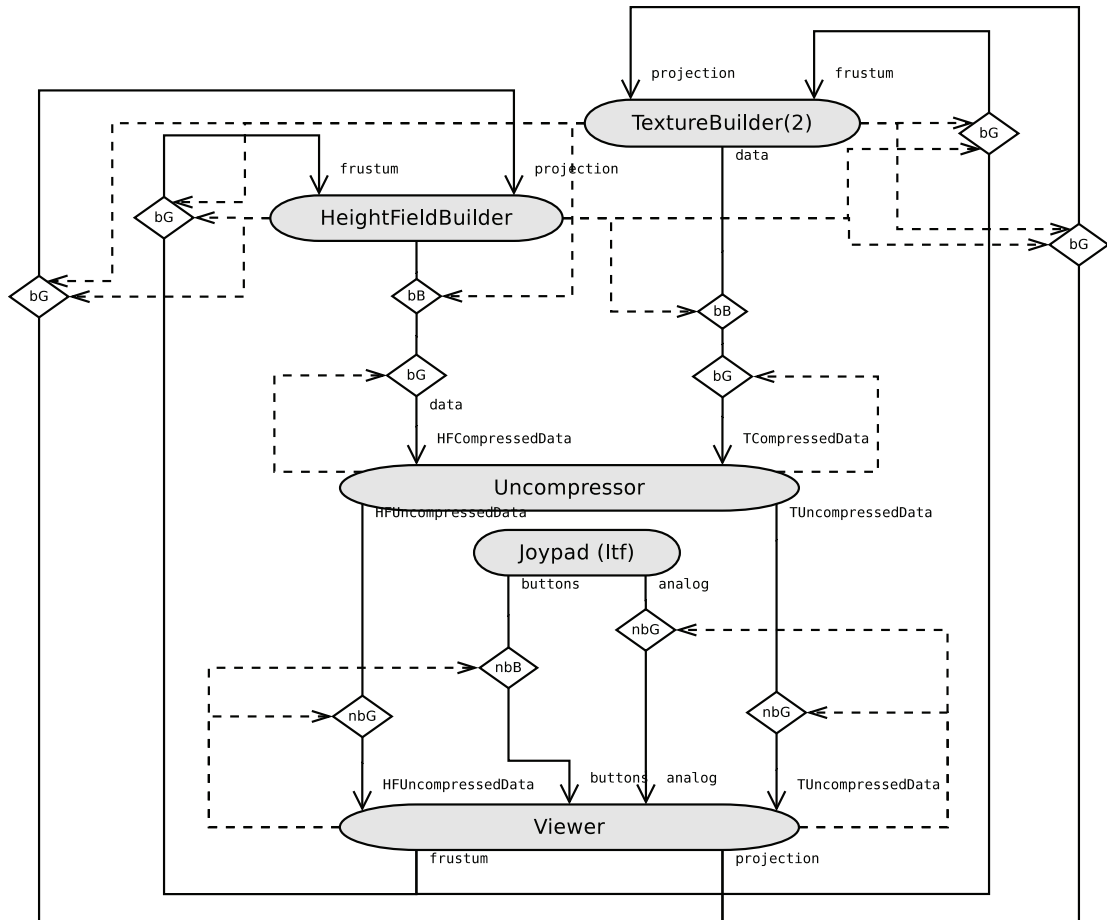 projection
frustum
TextureBuilder(2)
bG
data
frustum
projection
HeightFieldBuilder
bG
bG
bG
bB
bB
bG
bG
data
HFCompressedData
TCompressedData
Uncompressor
HFUncompressedData
TUncompressedData
Joypad (ltf)
buttons
analog
nbG
nbB
nbG
nbG
buttons
analog
HFUncompressedData
TUncompressedData
Viewer
frustum
projection